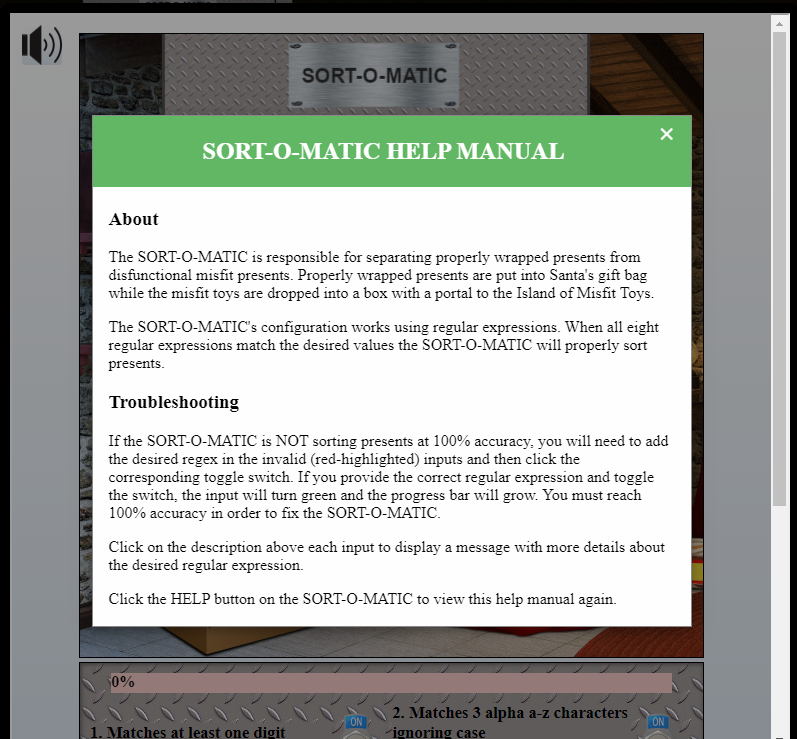 SORT-O-MATIC
SORT-O-MATIC HELP MANUAL
×
About
The SORT-O-MATIC is responsible for separating properly wrapped presents from
disfunctional misfit presents. Properly wrapped presents are put into Santa's gift bag
while the misfit toys are dropped into a box with a portal to the Island of Misfit Toys.
The SORT-O-MATIC's configuration works using regular expressions. When all eight
regular expressions match the desired values the SORT-O-MATIC will properly sort
presents.
Troubleshooting
If the SORT-O-MATIC is NOT sorting presents at 100% accuracy, you will need to add
the desired regex in the invalid (red-highlighted) inputs and then click the
corresponding toggle switch. If you provide the correct regular expression and toggle
the switch, the input will turn green and the progress bar will grow. You must reach
100% accuracy in order to fix the SORT-O-MATIC.
Click on the description above each input to display a message with more details about
the desired regular expression.
Click the HELP button on the SORT-O-MATIC to view this help manual again.
0%
1. Matches at least one digit
ON
2. Matches 3 alpha a-z characters
ignoring case
ON